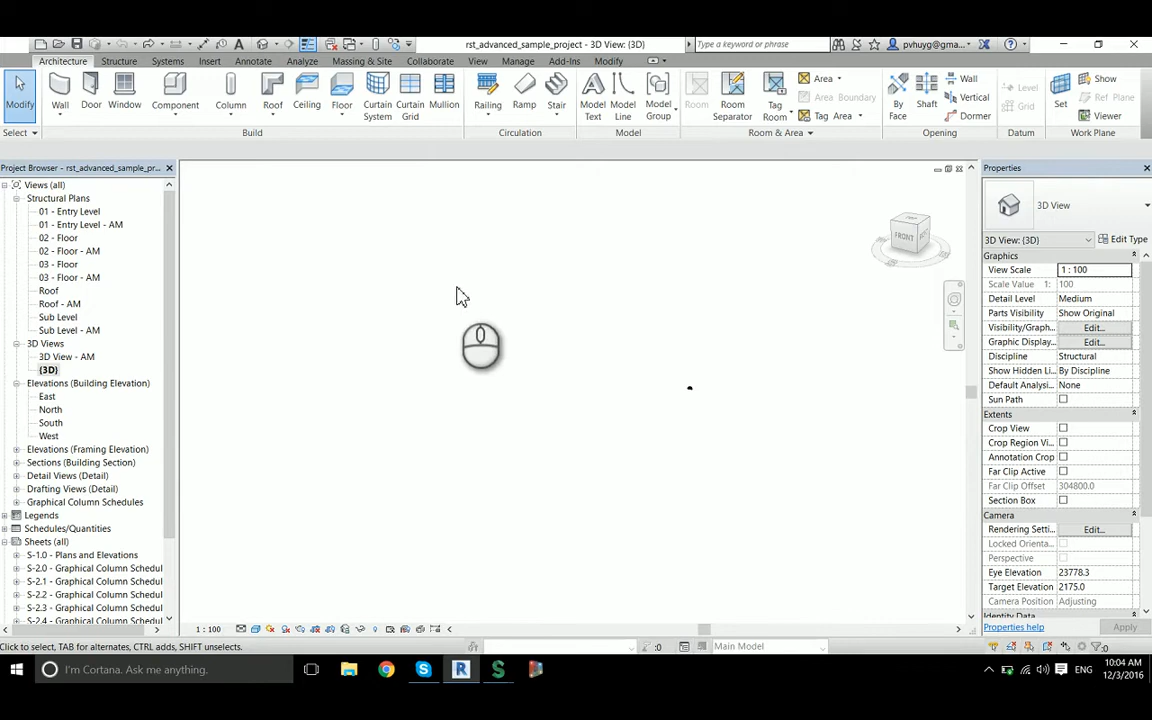 rst_advanced_sample_project - 3D View: {3D}
Type a keyword or phrase
pvhuyg@gma...
Architecture Structure Systems Insert Annotate Analyze Massing & Site Collaborate View Manage Add-Ins Modify
Modify Wall Door Window Component Column Roof Ceiling Floor Curtain System Curtain Grid Mullion Railing Ramp Stair Model Text Model Line Model Group Room Room Separator Tag Room
Area
Area Boundary
Tag Area
By Face Shaft
Wall
Vertical
Dormer
Level
Grid
Set
Show
Ref Plane
Viewer
Select Build Circulation Model Room & Area Opening Datum Work Plane
Project Browser - rst_advanced_sample_pr...
Views (all)
Structural Plans
01 - Entry Level
01 - Entry Level - AM
02 - Floor
02 - Floor - AM
03 - Floor
03 - Floor - AM
Roof
Roof - AM
Sub Level
Sub Level - AM
3D Views
3D View - AM
{3D}
Elevations (Building Elevation)
East
North
South
West
Elevations (Framing Elevation)
Sections (Building Section)
Detail Views (Detail)
Drafting Views (Detail)
Graphical Column Schedules
Legends
Schedules/Quantities
Sheets (all)
S-1.0 - Plans and Elevations
S-2.0 - Graphical Column Schedul
S-2.1 - Graphical Column Schedul
S-2.2 - Graphical Column Schedul
S-2.3 - Graphical Column Schedul
S-2.4 - Graphical Column Schedul
FRONT
Properties
3D View
3D View: {3D} Edit Type
Graphics
View Scale 1 : 100
Scale Value 1: 100
Detail Level Medium
Parts Visibility Show Original
Visibility/Graph... Edit...
Graphic Display... Edit...
Discipline Structural
Show Hidden Li... By Discipline
Default Analysi... None
Sun Path
Extents
Crop View
Crop Region Vi...
Annotation Crop
Far Clip Active
Far Clip Offset 304800.0
Section Box
Camera
Rendering Setti... Edit...
Locked Orienta...
Perspective
Eye Elevation 23778.3
Target Elevation 2175.0
Camera Position Adjusting
Identity Data
Properties help Apply
1 : 100
Click to select, TAB for alternates, CTRL adds, SHIFT unselects.
:0
Main Model
:0
I'm Cortana. Ask me anything.
ENG
10:04 AM
12/3/2016